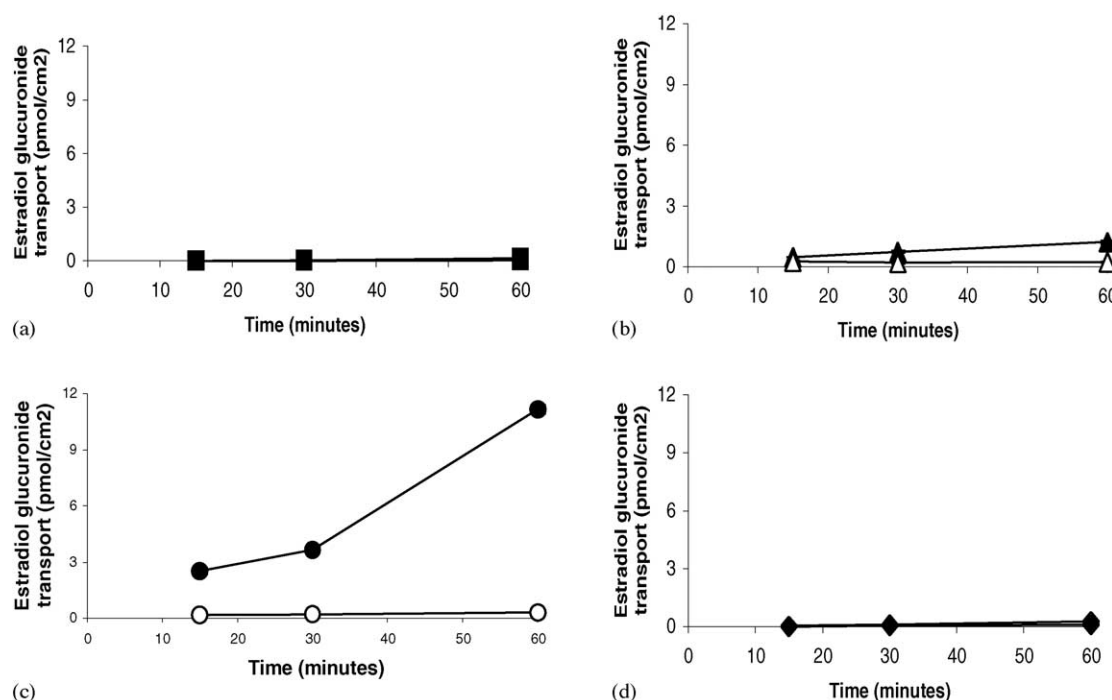 Estradiol glucuronide
transport (pmol/cm2)
12
9
6
3
0
0 10 20 30 40 50 60
Time (minutes)
(a)
Estradiol glucuronide
transport (pmol/cm2)
12
9
6
3
0
0 10 20 30 40 50 60
Time (minutes)
(b)
Estradiol glucuronide
transport (pmol/cm2)
12
9
6
3
0
0 10 20 30 40 50 60
Time (minutes)
(c)
Estradiol glucuronide
transport (pmol/cm2)
12
9
6
3
0
0 10 20 30 40 50 60
Time (minutes)
(d)